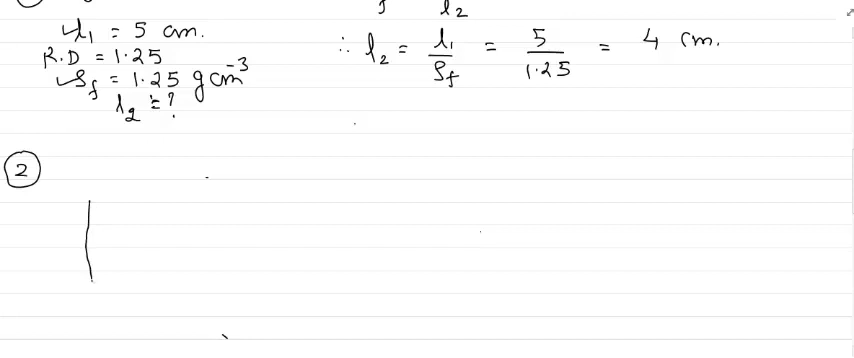 l₁ = 5 cm.
R.D = 1.25
ρf = 1.25 g cm⁻³
l₂ = ?
f l₂
∴ l₂ = l₁/ρf = 5/1.25 = 4 cm.
2